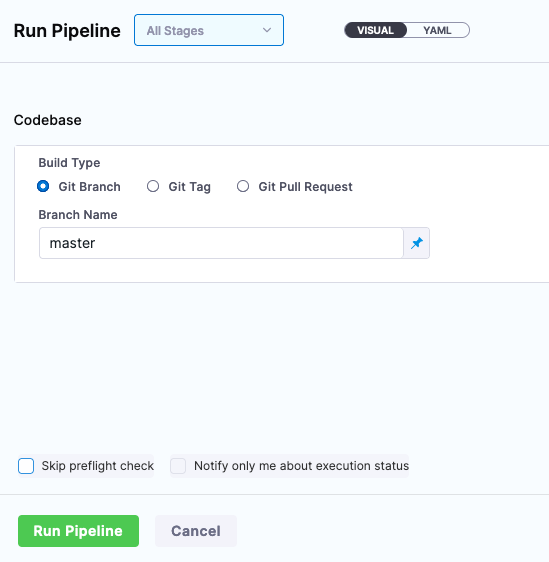 Run Pipeline All Stages VISUAL YAML
Codebase
Build Type
Git Branch Git Tag Git Pull Request
Branch Name
master
Skip preflight check Notify only me about execution status
Run Pipeline Cancel